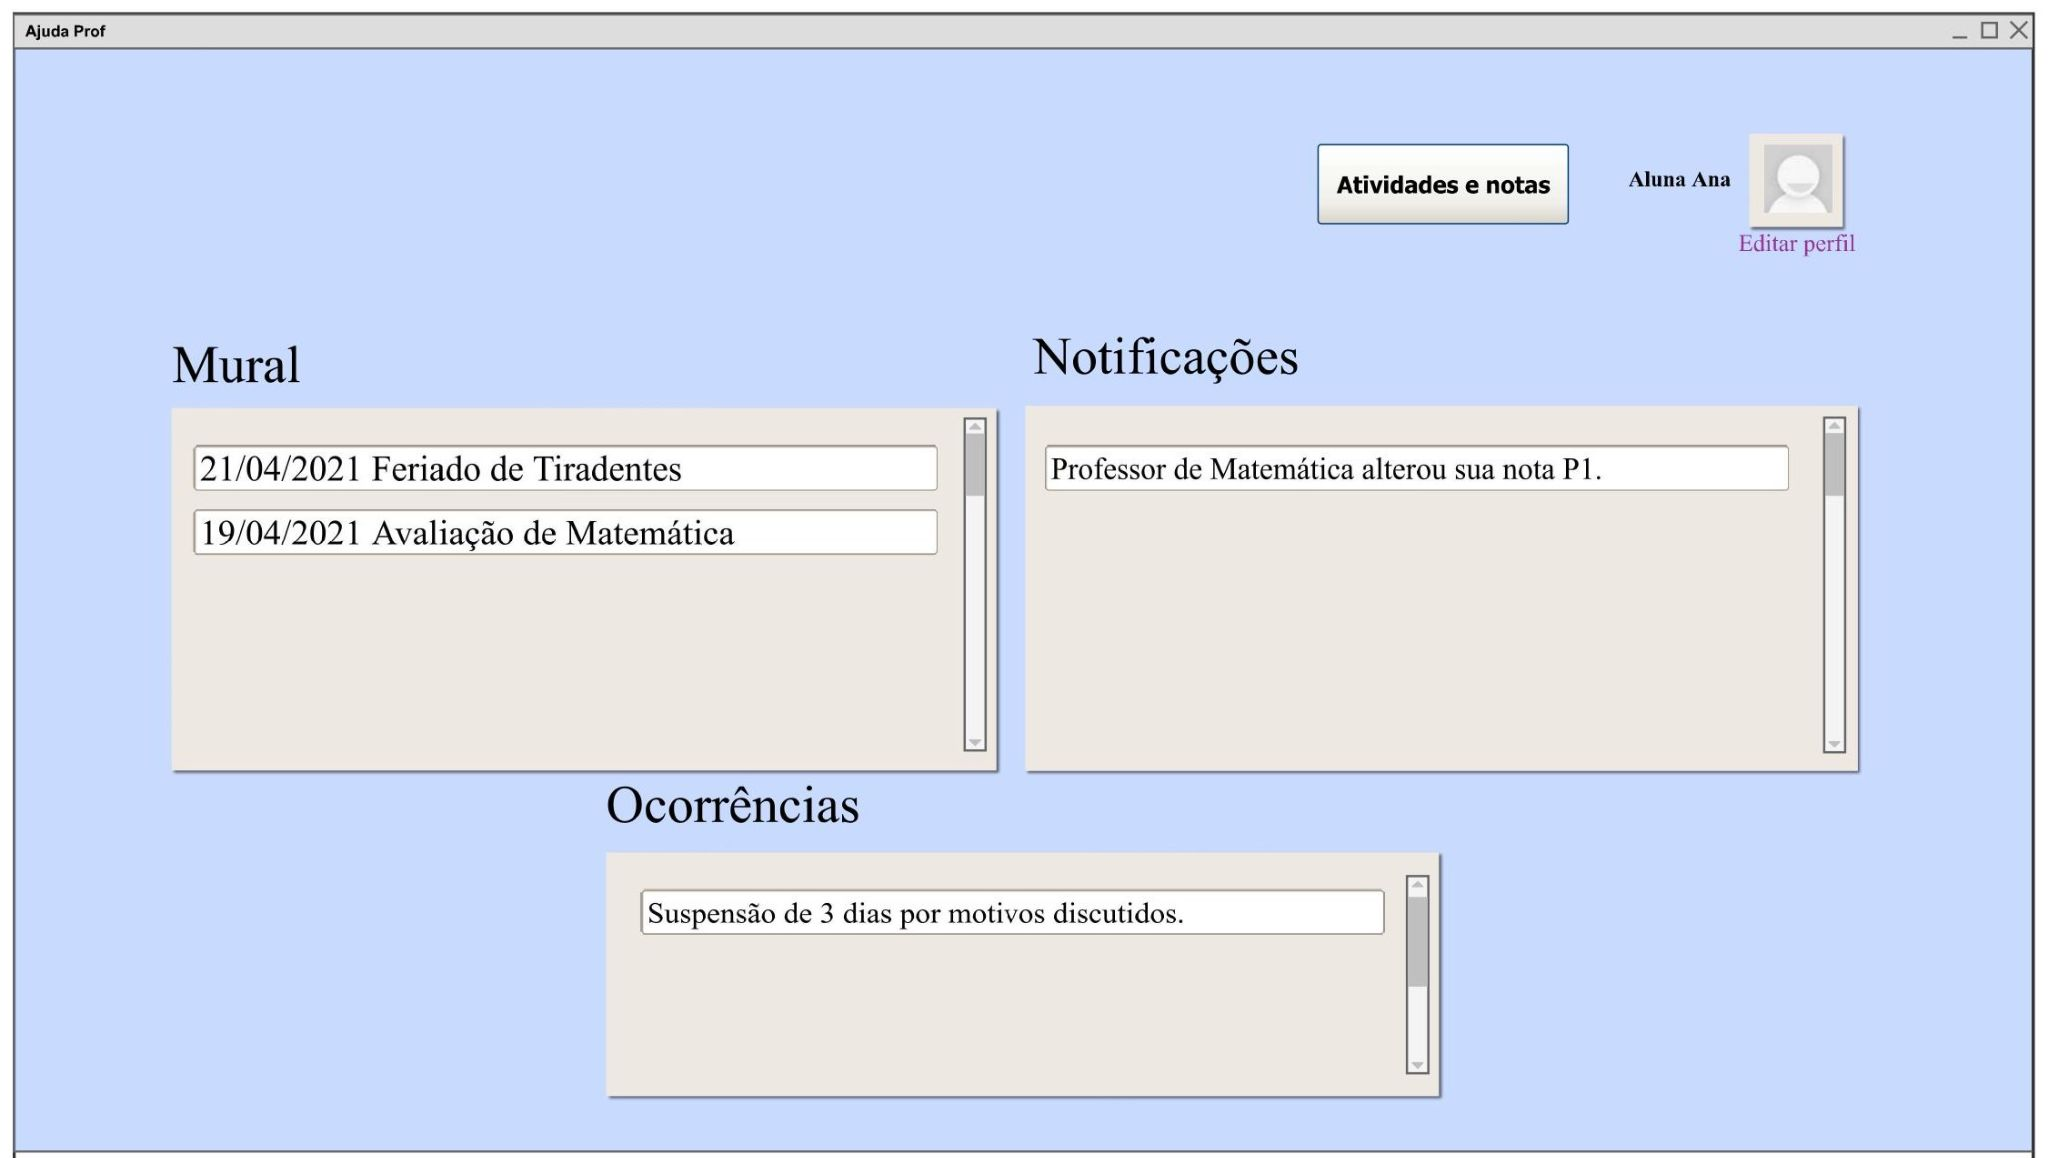 Ajuda Prof
Atividades e notas
Aluna Ana
Editar perfil
Mural
21/04/2021 Feriado de Tiradentes
19/04/2021 Avaliação de Matemática
Notificações
Professor de Matemática alterou sua nota P1.
Ocorrências
Suspensão de 3 dias por motivos discutidos.